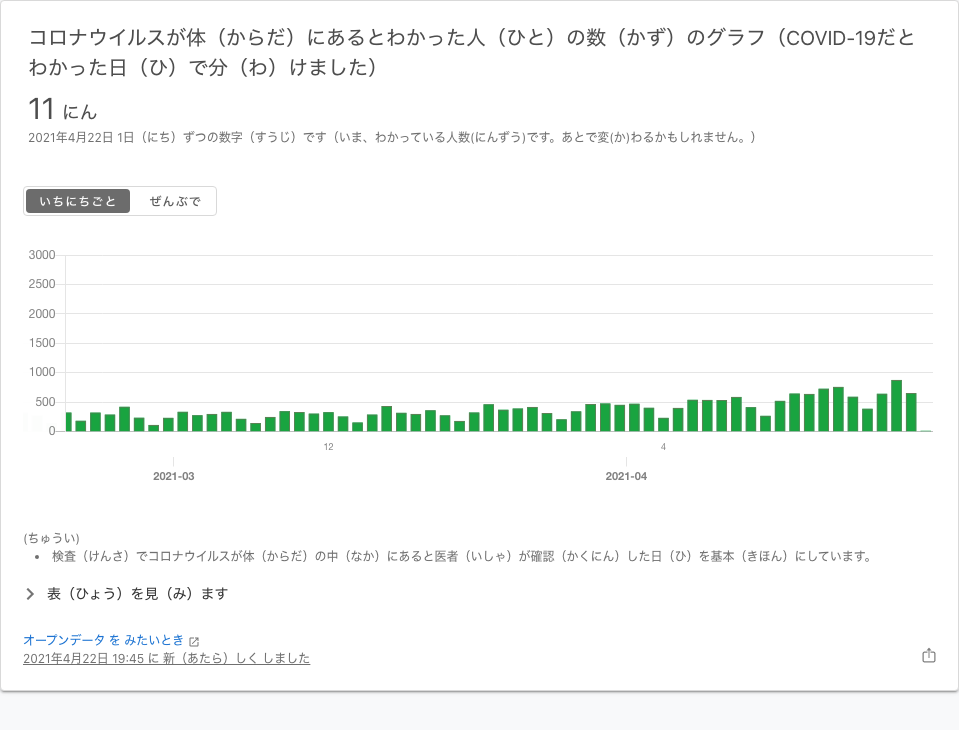 コロナウイルスが体（からだ）にあるとわかった人（ひと）の数（かず）のグラフ（COVID-19だと
わかった日（ひ）で分（わ）けました）
11 にん
2021年4月22日 1日（にち）ずつの数字（すうじ）です（いま、わかっている人数(にんずう)です。あとで変(か)わるかもしれません。）
いちにちごと ぜんぶで
3000
2500
2000
1500
1000
500
0
12 4
2021-03 2021-04
(ちゅうい)
• 検査（けんさ）でコロナウイルスが体（からだ）の中（なか）にあると医者（いしゃ）が確認（かくにん）した日（ひ）を基本（きほん）にしています。
表（ひょう）を見（み）ます
オープンデータ を みたいとき
2021年4月22日 19:45 に 新（あたら）しく しました